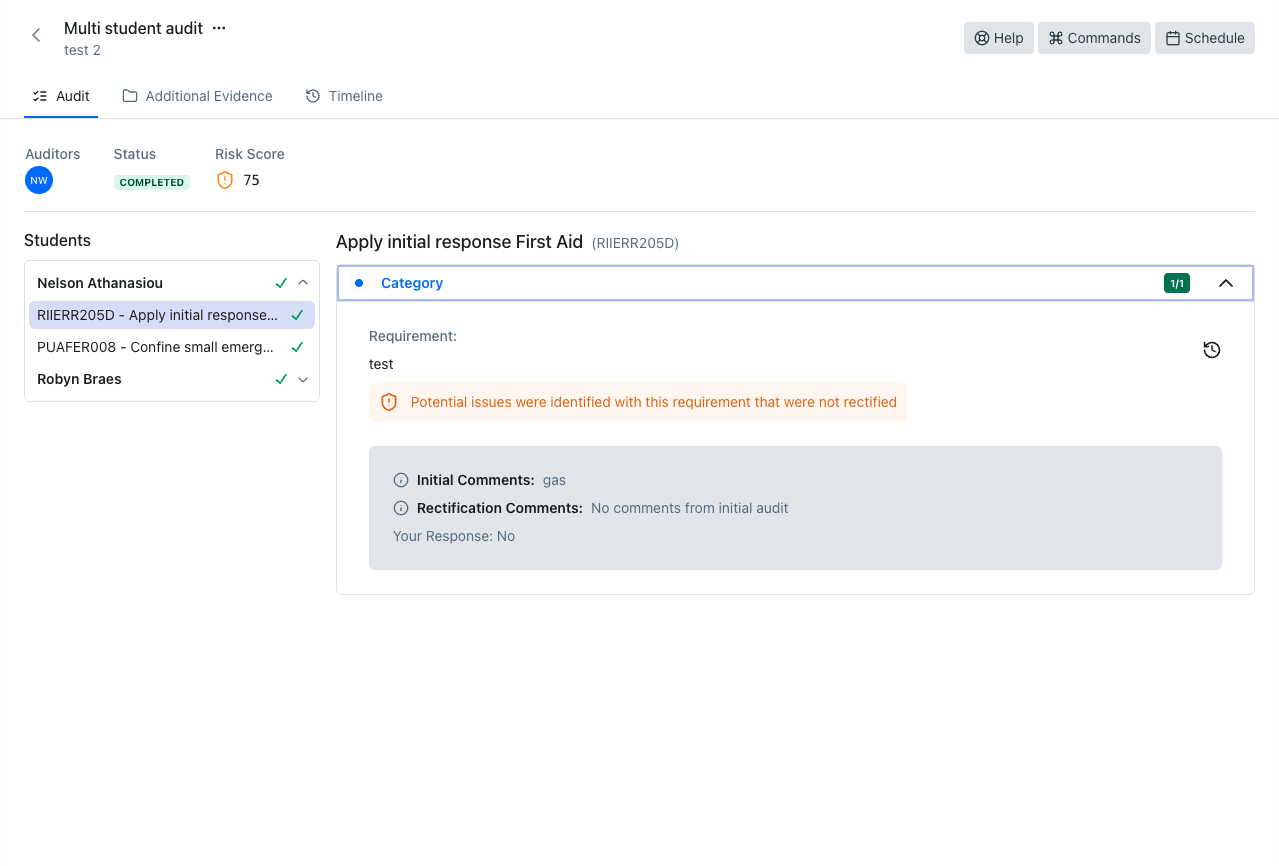 Multi student audit ···
test 2
Help
Commands
Schedule
Audit
Additional Evidence
Timeline
Auditors
Status
Risk Score
NW
COMPLETED
75
Students
Nelson Athanasiou
RIIERR205D - Apply initial response...
PUAFER008 - Confine small emerg...
Robyn Braes
Apply initial response First Aid (RIIERR205D)
Category
1/1
Requirement:
test
Potential issues were identified with this requirement that were not rectified
Initial Comments: gas
Rectification Comments: No comments from initial audit
Your Response: No